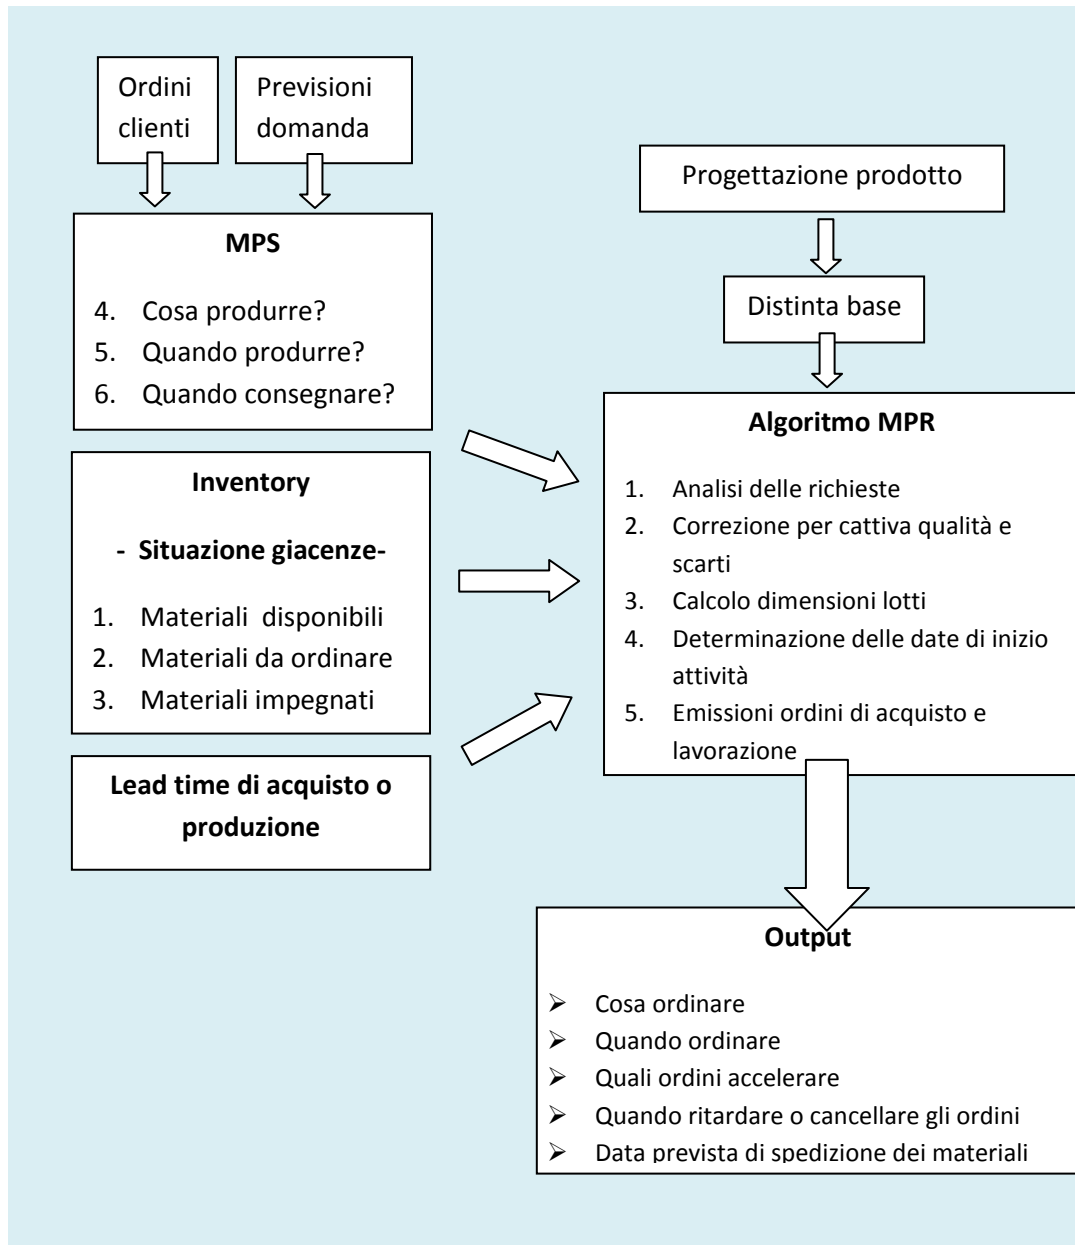 Ordini
clienti
Previsioni
domanda
MPS
4. Cosa produrre?
5. Quando produrre?
6. Quando consegnare?
Inventory
- Situazione giacenze-
1. Materiali disponibili
2. Materiali da ordinare
3. Materiali impegnati
Lead time di acquisto o
produzione
Progettazione prodotto
Distinta base
Algoritmo MPR
1. Analisi delle richieste
2. Correzione per cattiva qualità e
scarti
3. Calcolo dimensioni lotti
4. Determinazione delle date di inizio
attività
5. Emissioni ordini di acquisto e
lavorazione
Output
➢ Cosa ordinare
➢ Quando ordinare
➢ Quali ordini accelerare
➢ Quando ritardare o cancellare gli ordini
➢ Data prevista di spedizione dei materiali